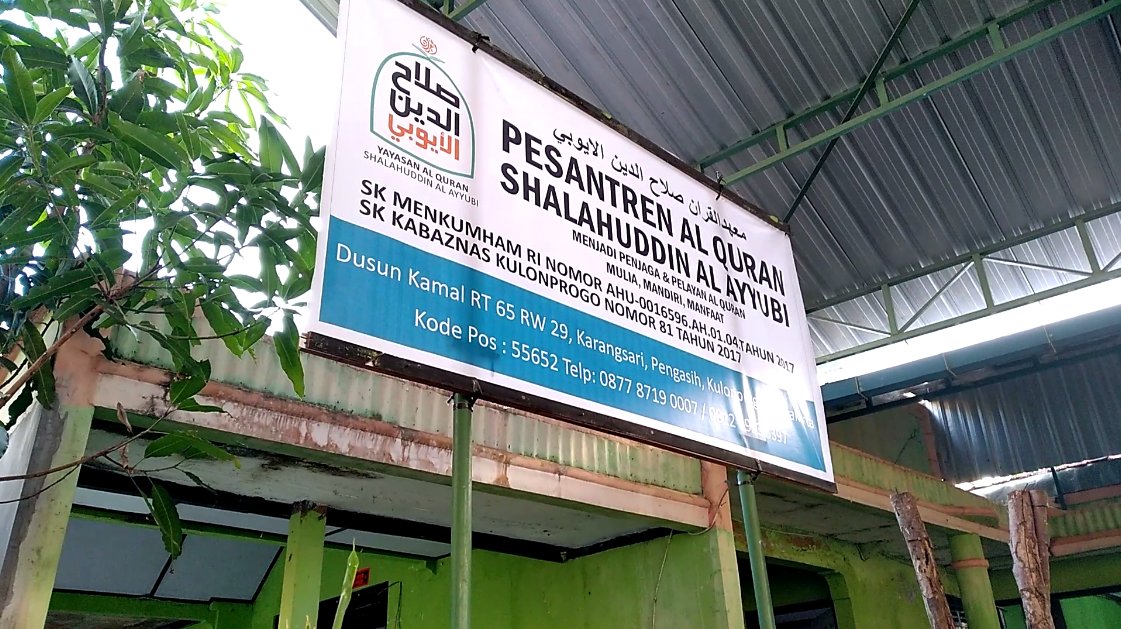 صلاح
الدين
الأيوبي
YAYASAN AL QURAN
SHALAHUDDIN AL AYYUBI
معهد القران صلاح الدين الايوبي
PESANTREN AL QURAN
SHALAHUDDIN AL AYYUBI
MENJADI PENJAGA & PELAYAN AL QURAN
MULIA, MANDIRI, MANFAAT
SK MENKUMHAM RI NOMOR AHU-0016596.AH.01.04.TAHUN 2017
SK KABAZNAS KULONPROGO NOMOR 81 TAHUN 2017
Dusun Kamal RT 65 RW 29, Karangsari, Pengasih,
Kode Pos : 55652 Telp: 0877 8719 0007 /